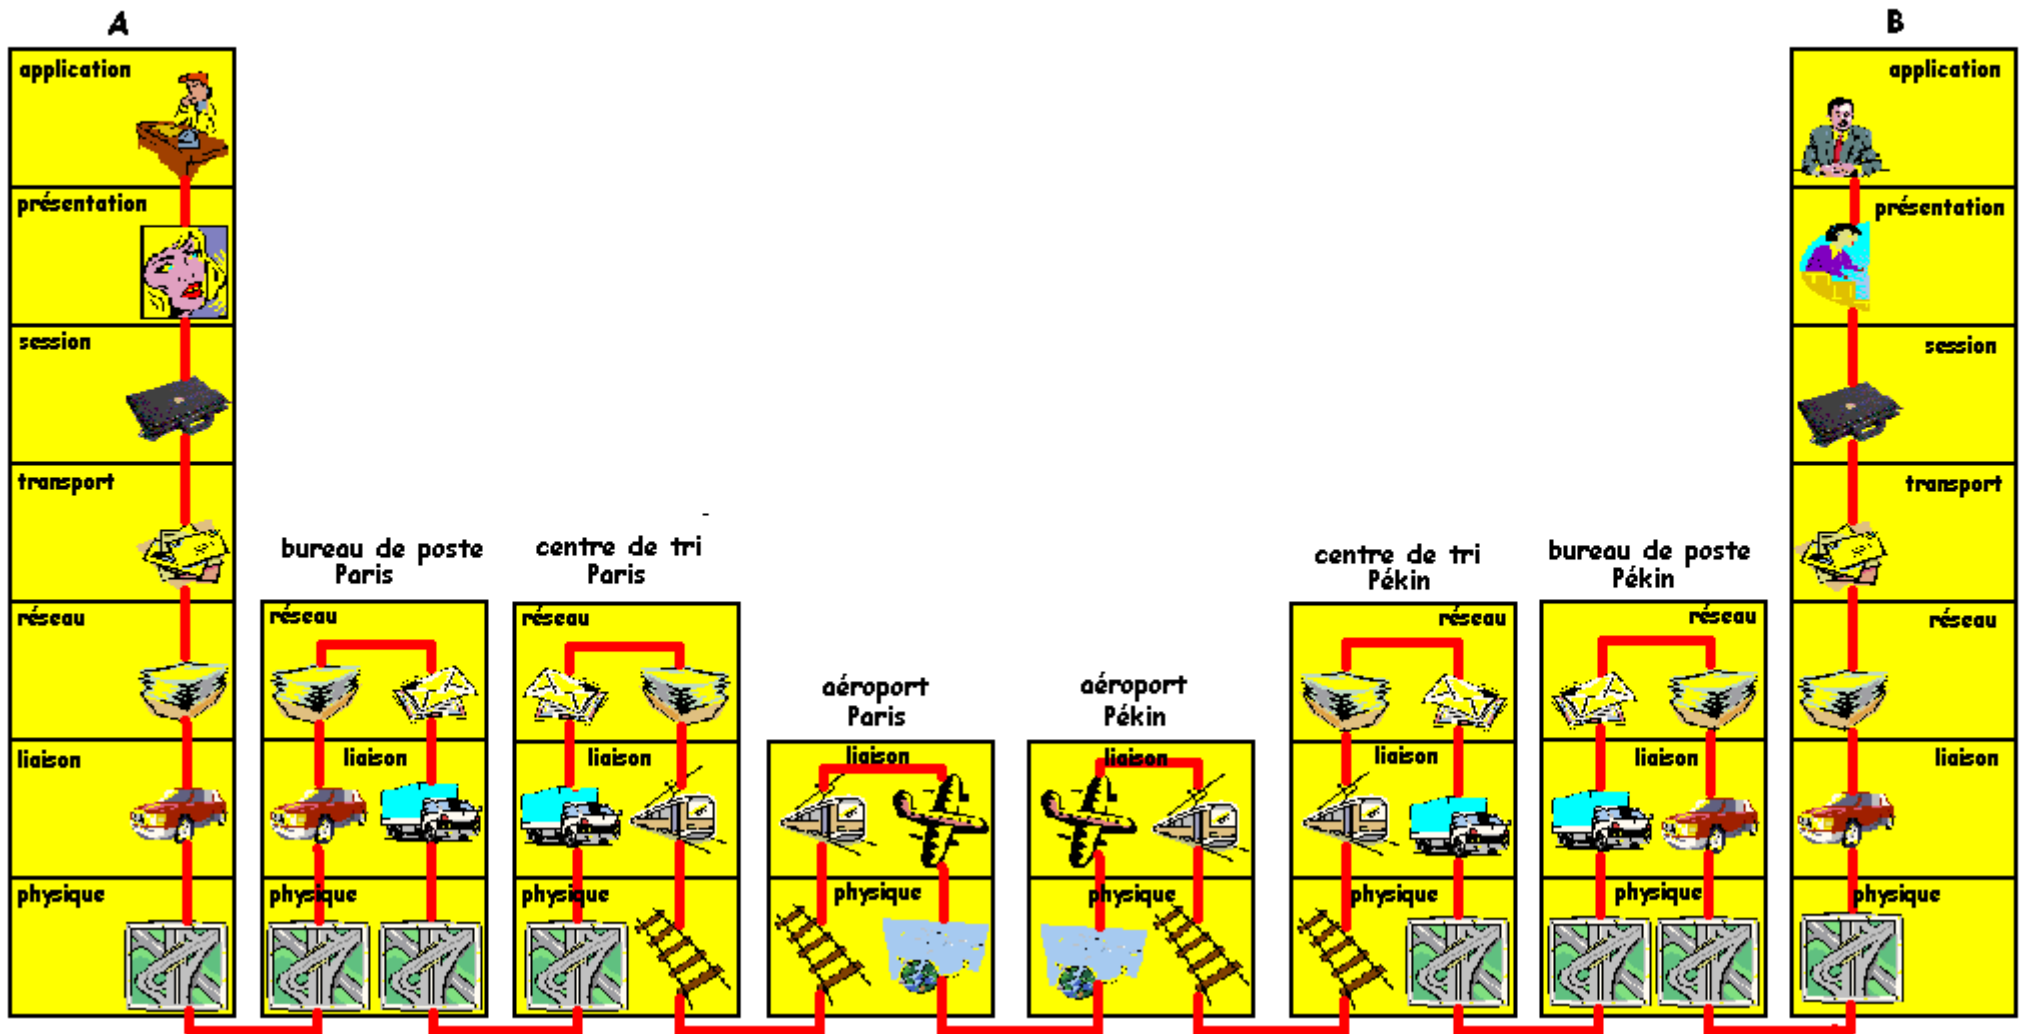 A
application
présentation
session
transport
réseau
liaison
physique
bureau de poste
Paris
réseau
liaison
physique
centre de tri
Paris
réseau
liaison
physique
aéroport
Paris
liaison
physique
aéroport
Pékin
liaison
physique
centre de tri
Pékin
réseau
liaison
physique
bureau de poste
Pékin
réseau
liaison
physique
B
application
présentation
session
transport
réseau
liaison
physique